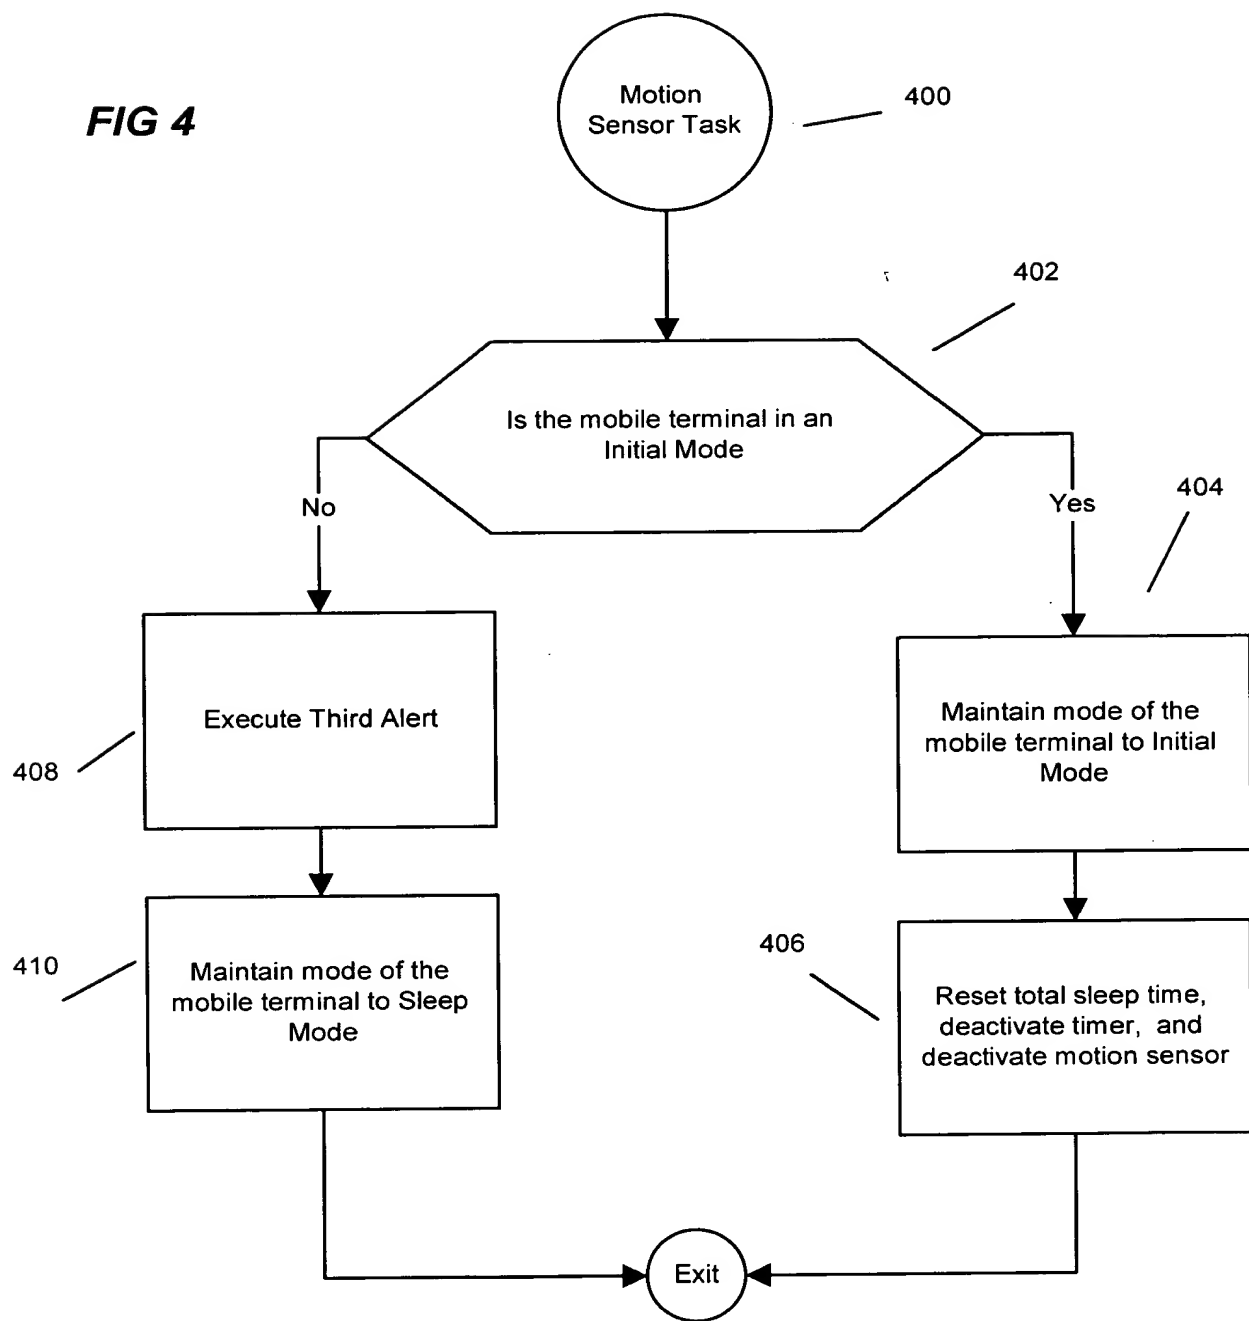 FIG 4
Motion
Sensor Task
400
402
Is the mobile terminal in an
Initial Mode
No
Yes
404
Execute Third Alert
408
Maintain mode of the
mobile terminal to Initial
Mode
410
Maintain mode of the
mobile terminal to Sleep
Mode
406
Reset total sleep time,
deactivate timer, and
deactivate motion sensor
Exit